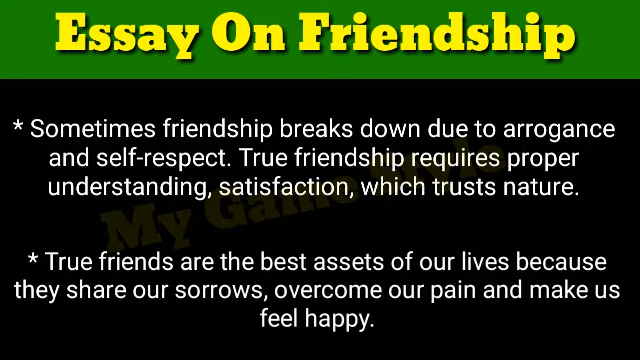 Essay On Friendship
* Sometimes friendship breaks down due to arrogance
and self-respect. True friendship requires proper
understanding, satisfaction, which trusts nature.
My Game Style
* True friends are the best assets of our lives because
they share our sorrows, overcome our pain and make us
feel happy.